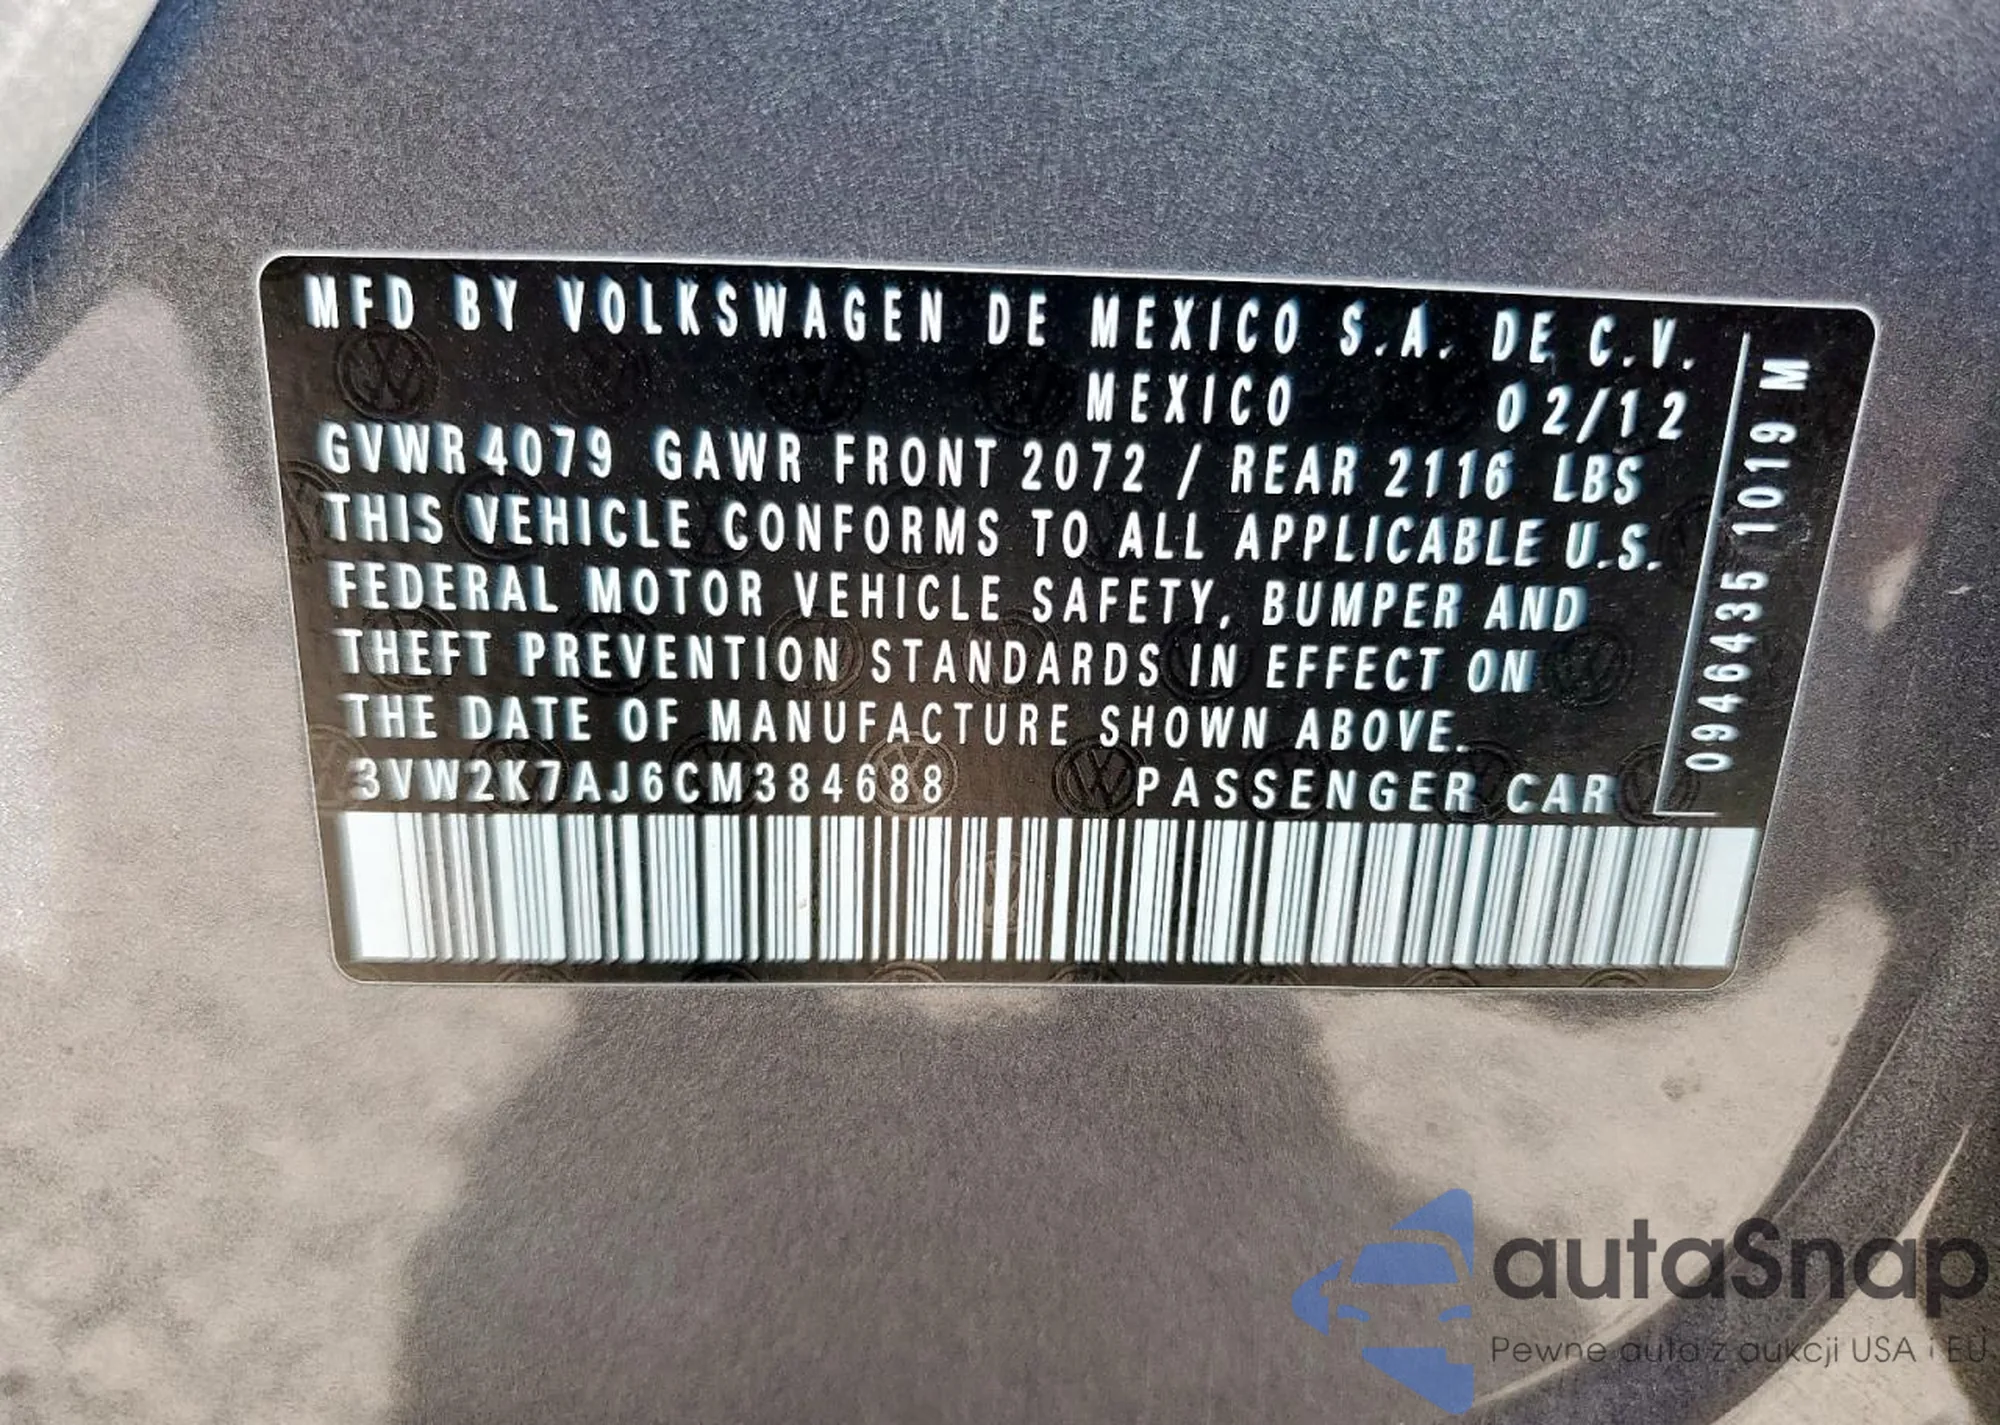 MFD BY VOLKSWAGEN DE MEXICO S.A. DE C.V.
MEXICO 02/12
GVWR 4079 GAWR FRONT 2072 / REAR 2116 LBS
THIS VEHICLE CONFORMS TO ALL APPLICABLE U.S.
FEDERAL MOTOR VEHICLE SAFETY, BUMPER AND
THEFT PREVENTION STANDARDS IN EFFECT ON
THE DATE OF MANUFACTURE SHOWN ABOVE.
3VW2K7AJ6CM384688 PASSENGER CAR
0946435 1019 M
autaSnap
Pewne auta z aukcji USA i EU